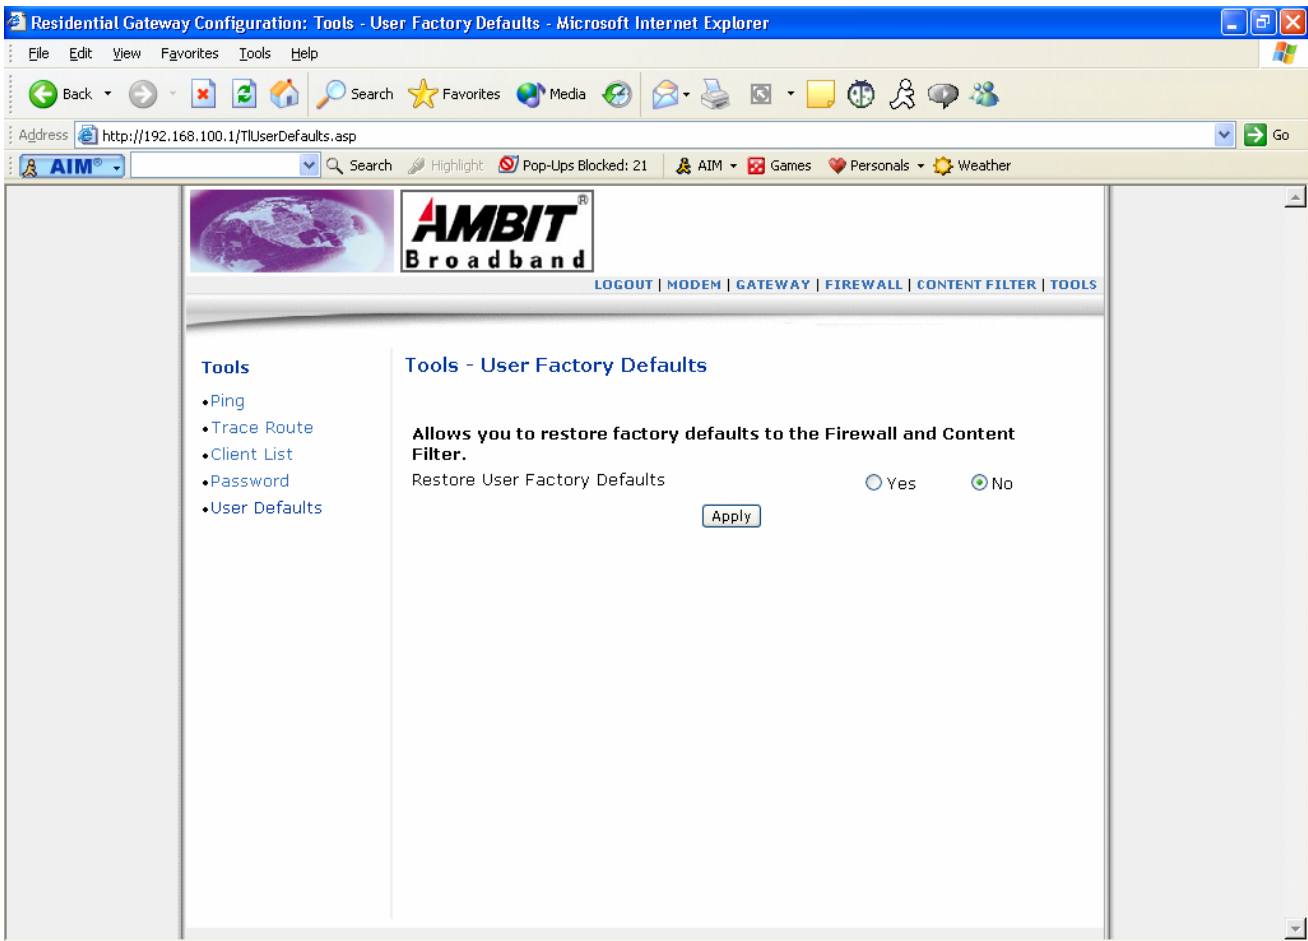 Residential Gateway Configuration: Tools - User Factory Defaults - Microsoft Internet Explorer
File Edit View Favorites Tools Help
Back Search Favorites Media
Address http://192.168.100.1/TlUserDefaults.asp Go
AIM® Search Highlight Pop-Ups Blocked: 21 AIM Games Personals Weather
AMBIT®
Broadband
LOGOUT | MODEM | GATEWAY | FIREWALL | CONTENT FILTER | TOOLS
Tools
•Ping
•Trace Route
•Client List
•Password
•User Defaults
Tools - User Factory Defaults
Allows you to restore factory defaults to the Firewall and Content
Filter.
Restore User Factory Defaults Yes No
Apply